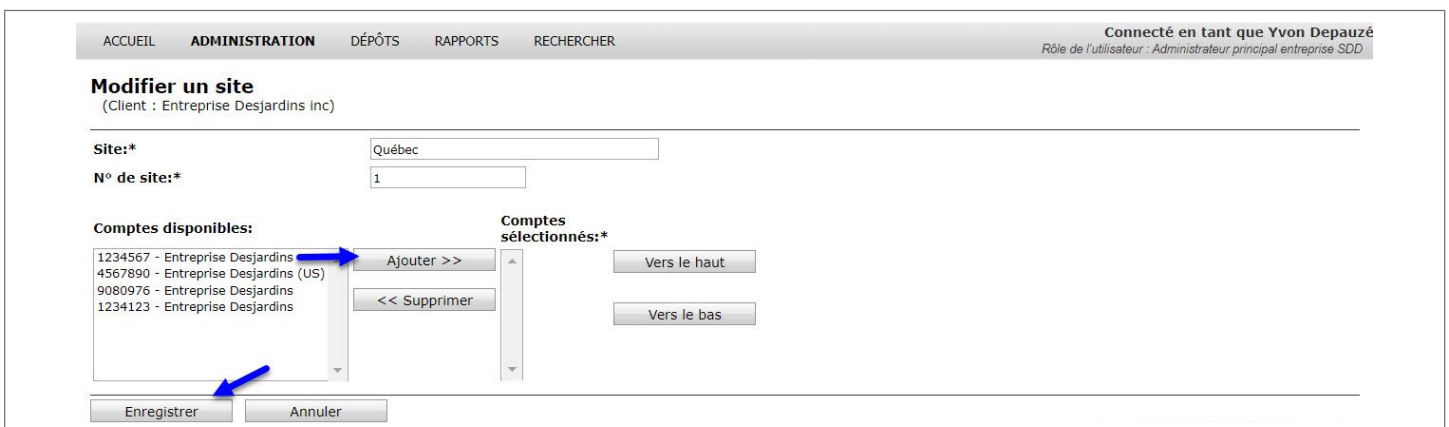 ACCUEIL ADMINISTRATION DÉPÔTS RAPPORTS RECHERCHER
Connecté en tant que Yvon Depauzé
Rôle de l'utilisateur : Administrateur principal entreprise SDD
Modifier un site
(Client : Entreprise Desjardins inc)
Site:* Québec
N° de site:* 1
Comptes disponibles:
Comptes
sélectionnés:*
1234567 - Entreprise Desjardins
4567890 - Entreprise Desjardins (US)
9080976 - Entreprise Desjardins
1234123 - Entreprise Desjardins
Ajouter >>
<< Supprimer
Vers le haut
Vers le bas
Enregistrer Annuler